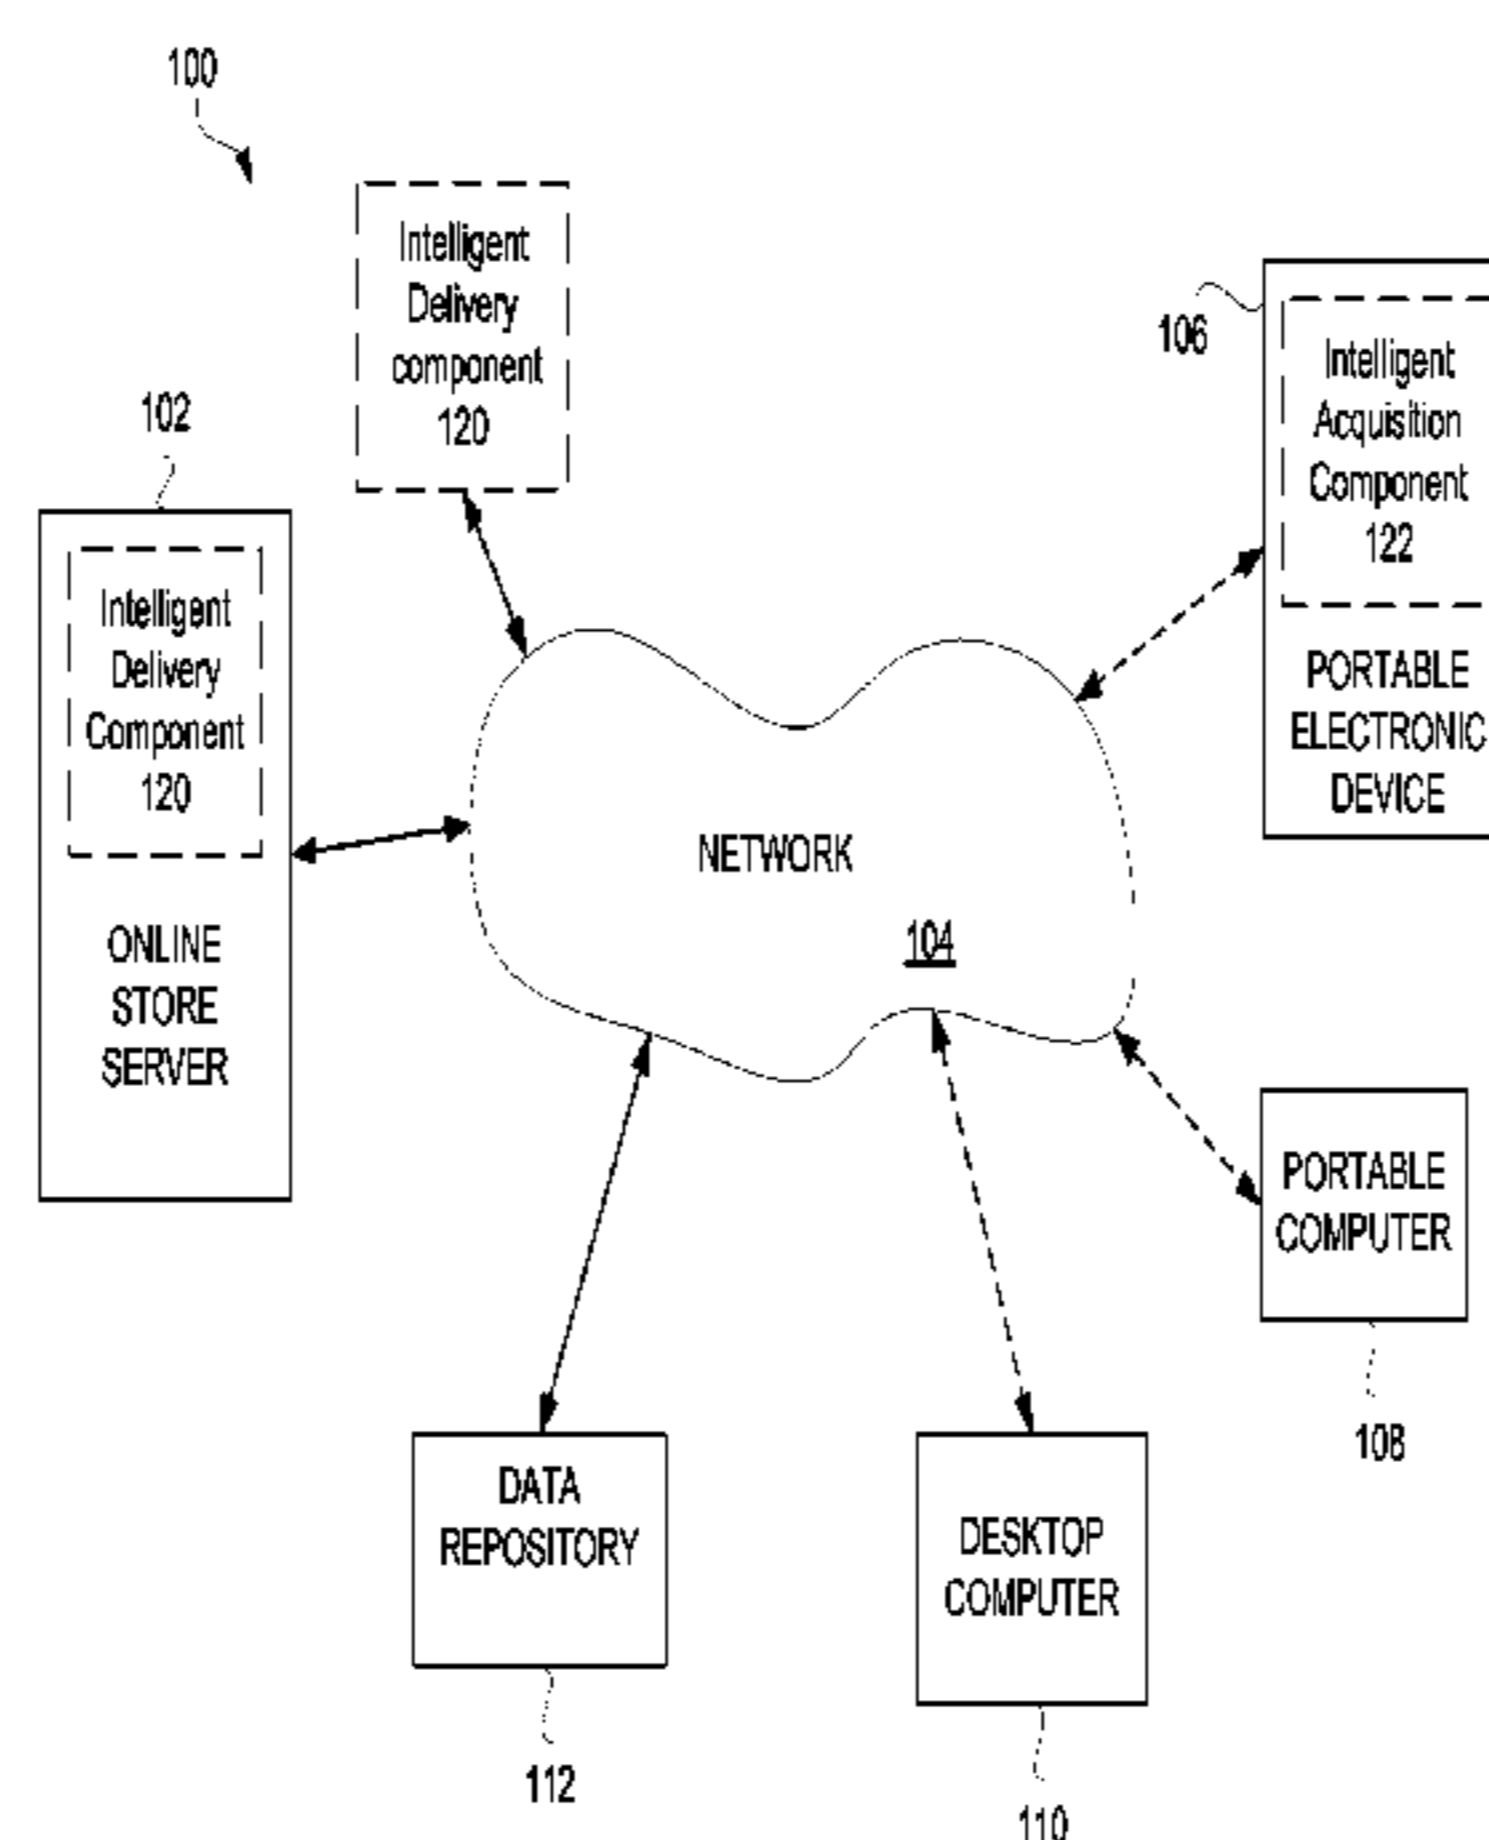 100
Intelligent
Delivery
component
120
102
Intelligent
Delivery
Component
120
ONLINE
STORE
SERVER
106
Intelligent
Acquisition
Component
122
PORTABLE
ELECTRONIC
DEVICE
NETWORK
104
PORTABLE
COMPUTER
108
DATA
REPOSITORY
112
DESKTOP
COMPUTER
110